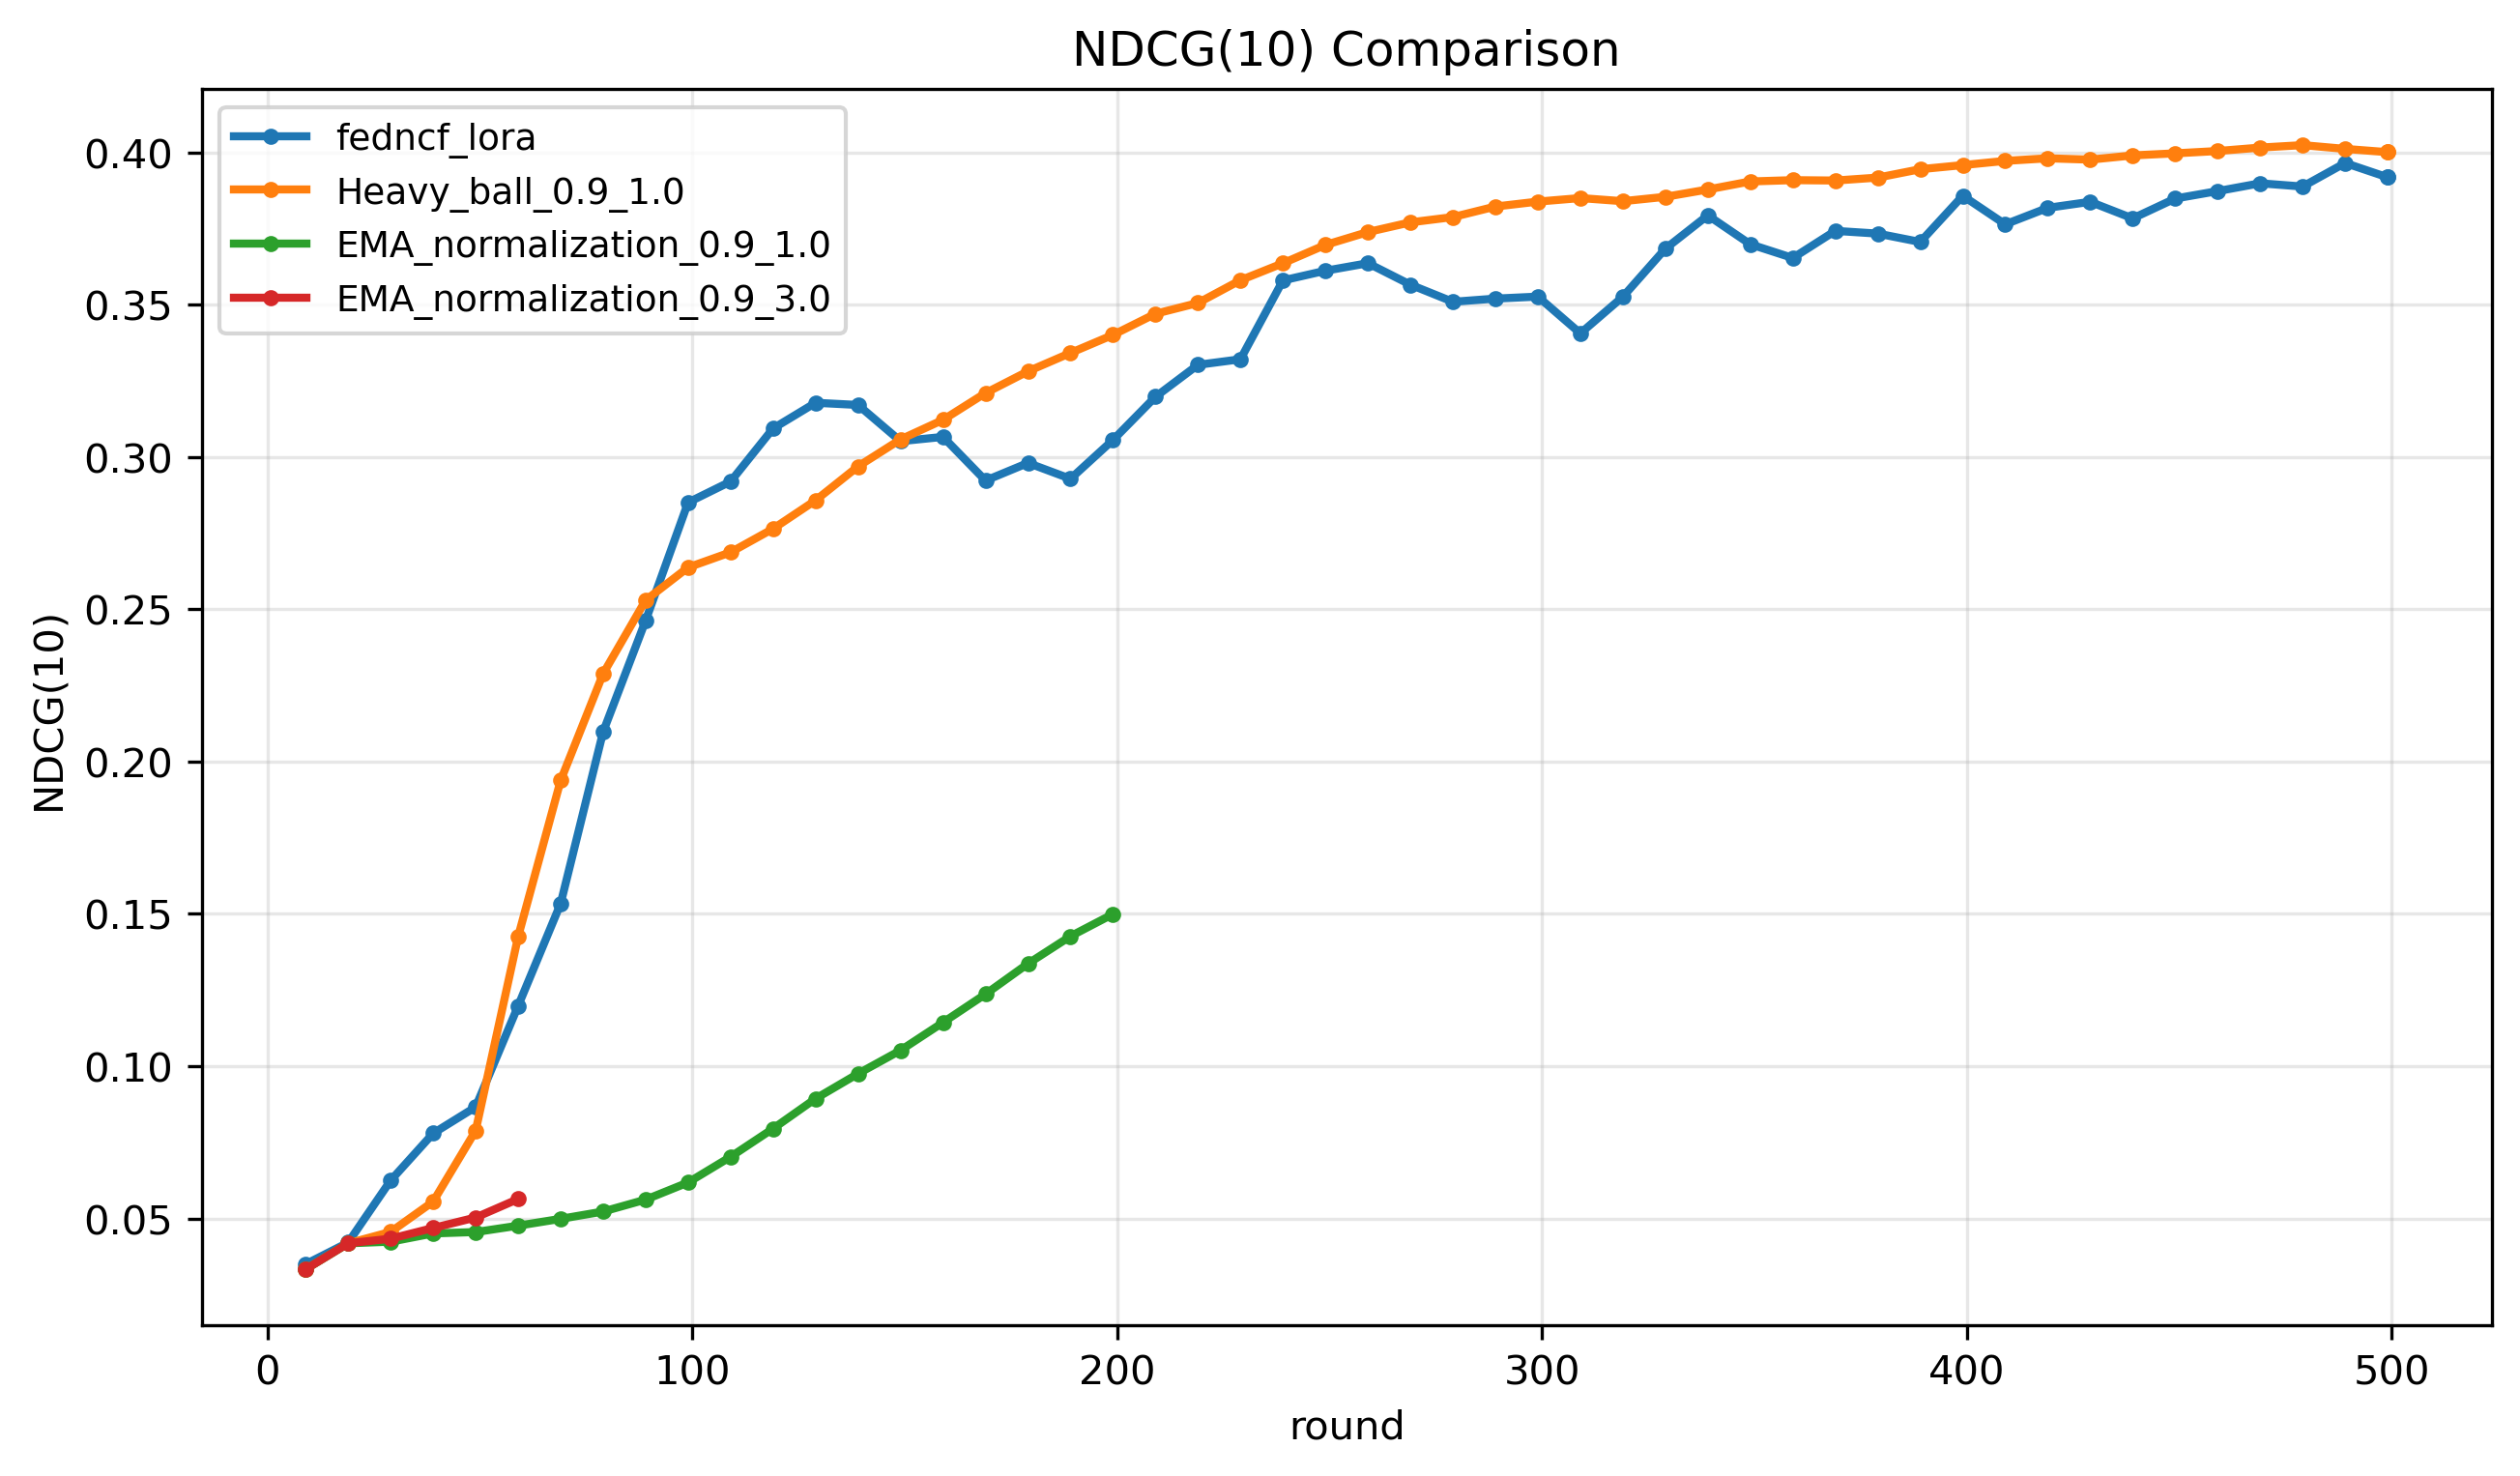 NDCG(10) Comparison
fedncf_lora
Heavy_ball_0.9_1.0
EMA_normalization_0.9_1.0
EMA_normalization_0.9_3.0
NDCG(10)
0.40
0.35
0.30
0.25
0.20
0.15
0.10
0.05
0 100 200 300 400 500
round